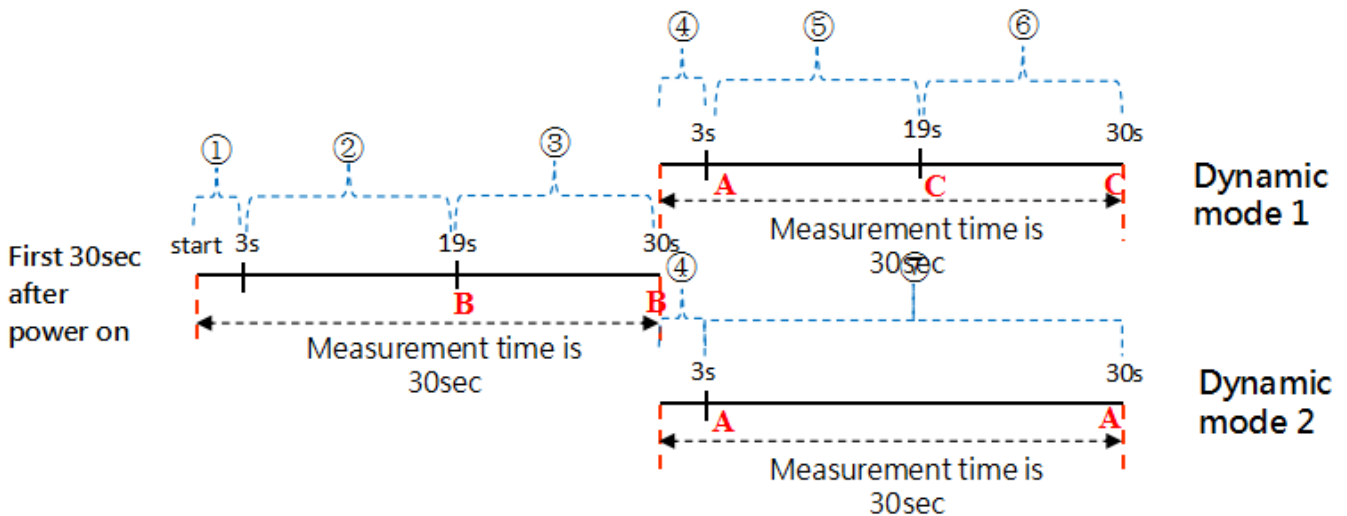 ④ ⑤ ⑥
3s 19s 30s
A C C
Dynamic
mode 1
Measurement time is
30sec
① ② ③
start 3s 19s 30s
First 30sec
after
power on
B B
Measurement time is
30sec
④ ⑦
3s 30s
A A
Dynamic
mode 2
Measurement time is
30sec